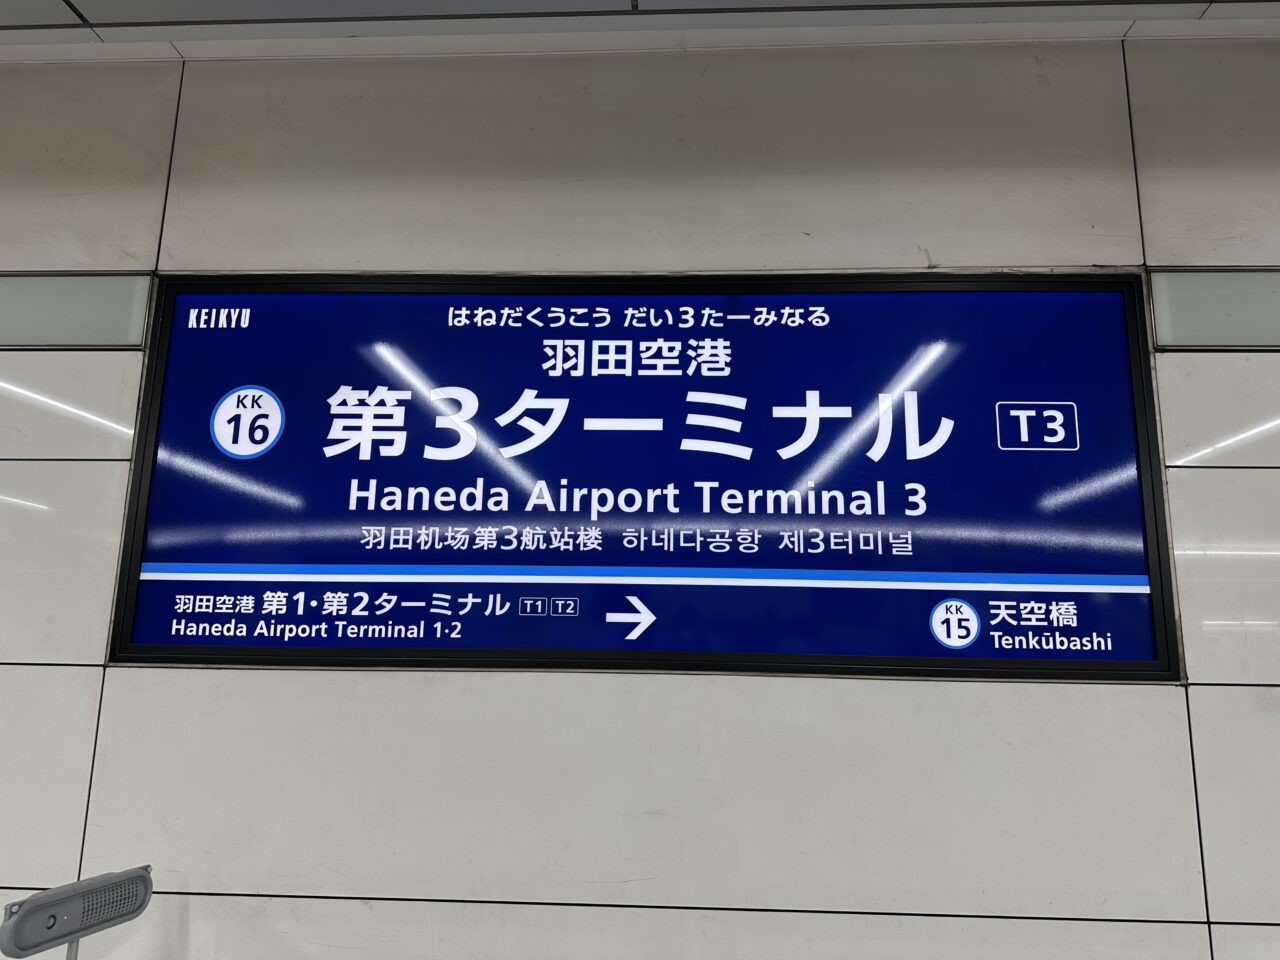 KEIKYU
はねだくうこう だい3たーみなる
羽田空港
KK
16
第3ターミナル
T3
Haneda Airport Terminal 3
羽田机场第3航站楼 하네다공항 제3터미널
羽田空港 第1・第2ターミナル T1 T2
Haneda Airport Terminal 1・2
→
KK
15
天空橋
Tenkūbashi